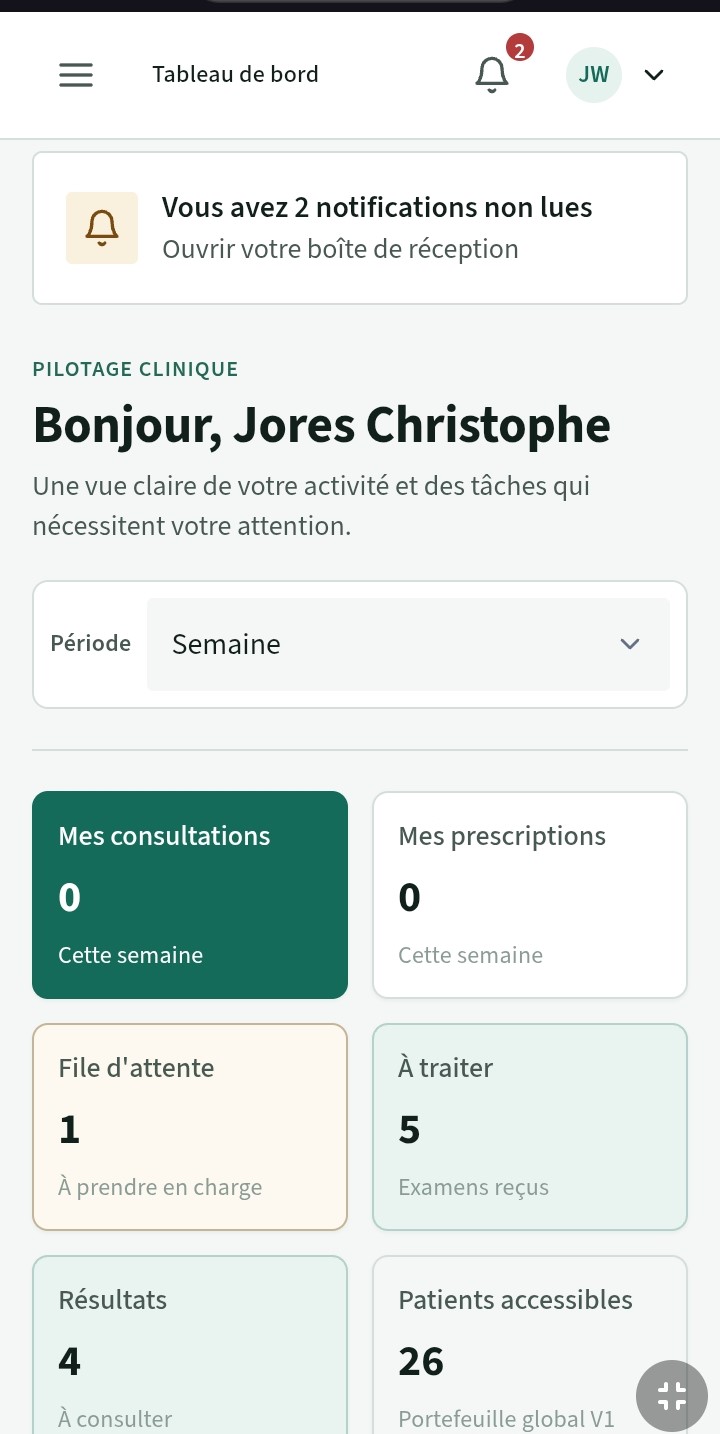 Tableau de bord
2
JW
Vous avez 2 notifications non lues
Ouvrir votre boîte de réception
PILOTAGE CLINIQUE
Bonjour, Jores Christophe
Une vue claire de votre activité et des tâches qui
nécessitent votre attention.
Période
Semaine
Mes consultations
0
Cette semaine
Mes prescriptions
0
Cette semaine
File d'attente
1
À prendre en charge
À traiter
5
Examens reçus
Résultats
4
À consulter
Patients accessibles
26
Portefeuille global V1